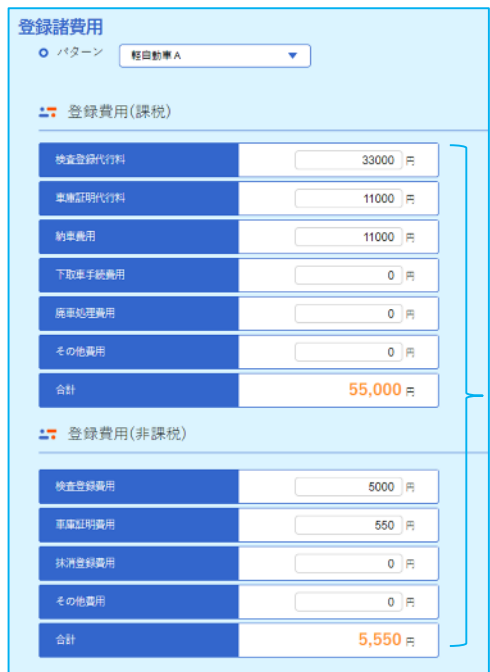 登録諸費用
パターン 軽自動車A
登録費用(課税)
検査登録代行料 33000 円
車庫証明代行料 11000 円
納車費用 11000 円
下取車手続費用 0 円
廃車処理費用 0 円
その他費用 0 円
合計 55,000 円
登録費用(非課税)
検査登録費用 5000 円
車庫証明費用 550 円
抹消登録費用 0 円
その他費用 0 円
合計 5,550 円